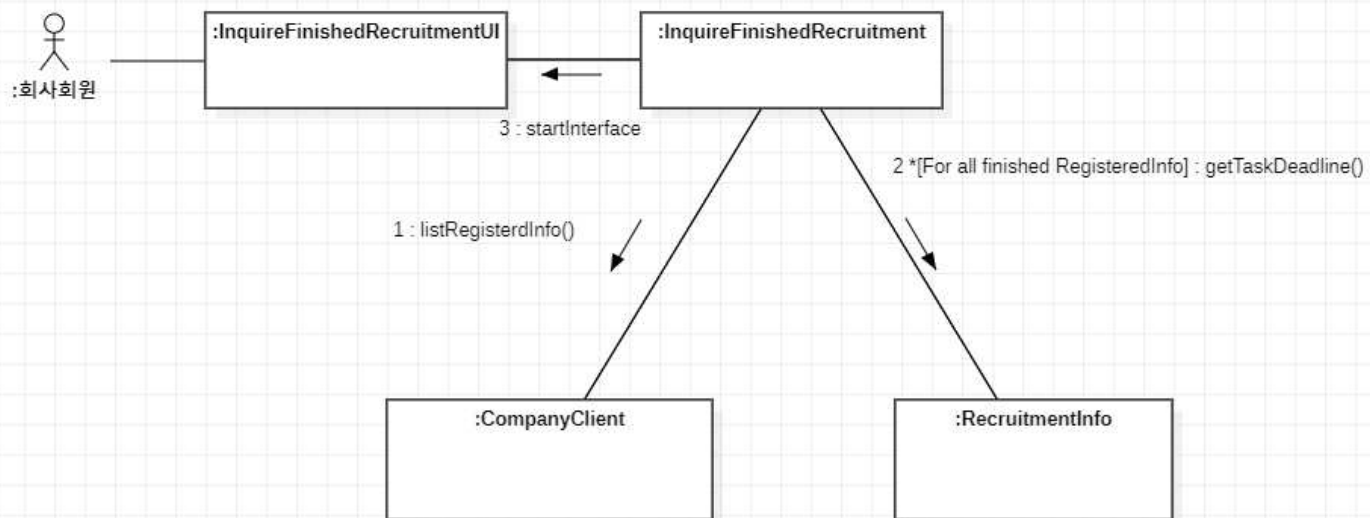 :InquireFinishedRecruitmentUI
:InquireFinishedRecruitment
:회사회원
3 : startInterface
2 *[For all finished RegisteredInfo] : getTaskDeadline()
1 : listRegisterdInfo()
:CompanyClient
:RecruitmentInfo